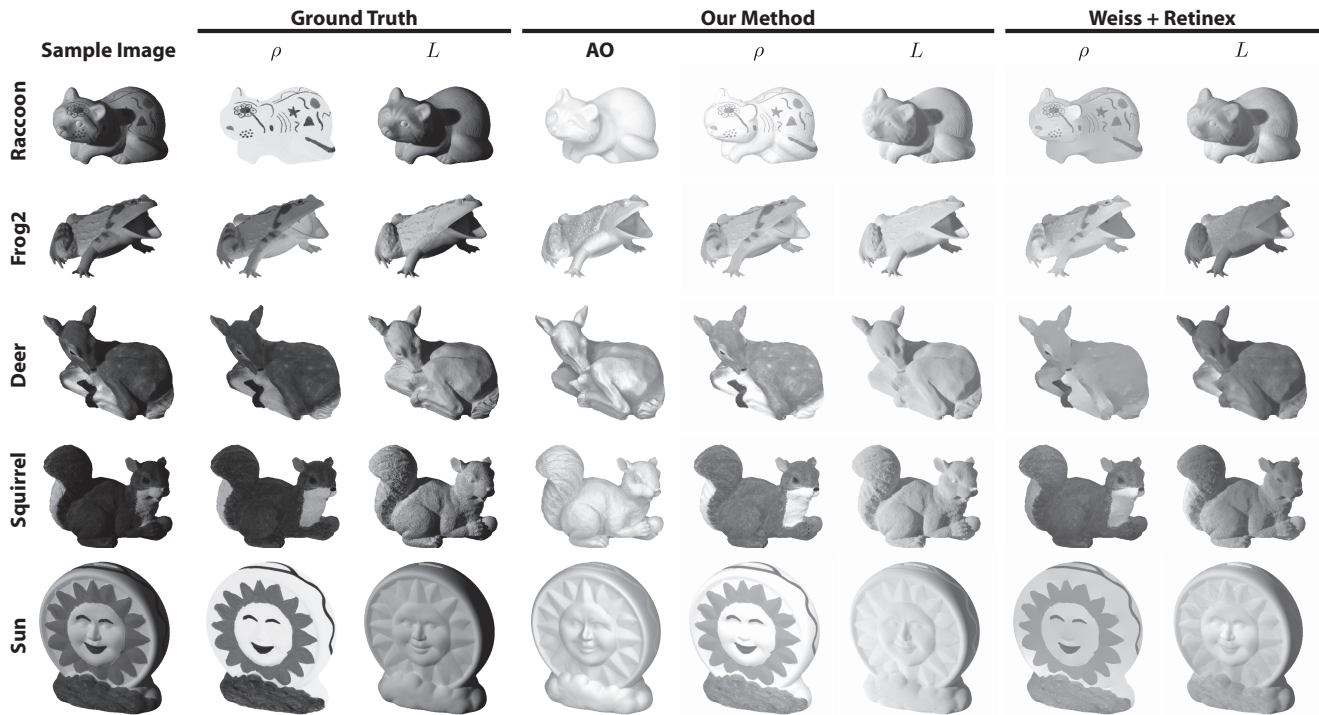 Ground Truth Our Method Weiss + Retinex
Sample Image ρ L AO ρ L ρ L
Raccoon
Frog2
Deer
Squirrel
Sun